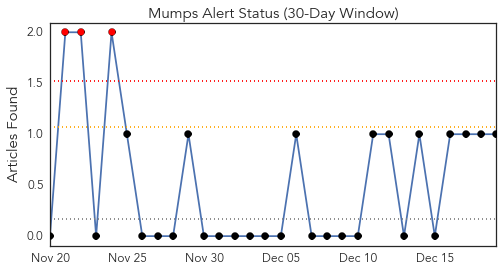 Mumps Alert Status (30-Day Window)
Articles Found
2.0
1.5
1.0
0.5
0.0
Nov 20 Nov 25 Nov 30 Dec 05 Dec 10 Dec 15